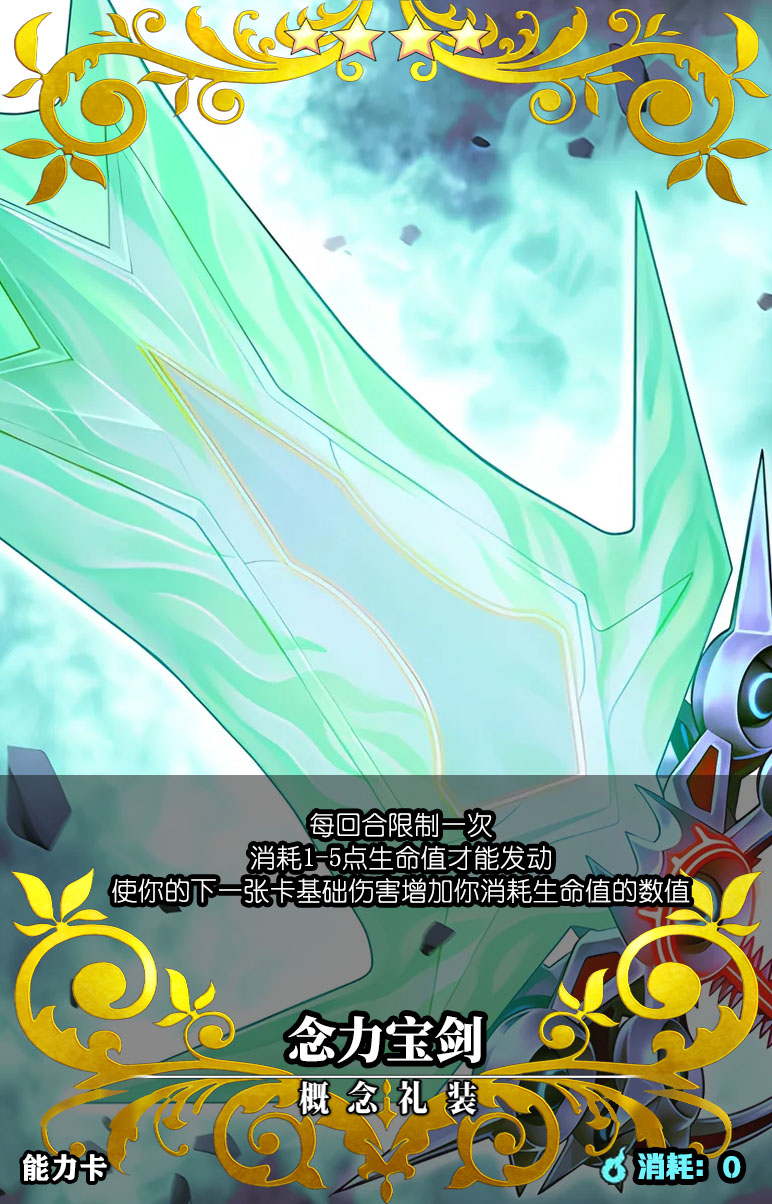 每回合限制一次
消耗1-5点生命值才能发动
使你的下一张卡基础伤害增加你消耗生命值的数值
念力宝剑
概念礼装
能力卡
消耗：0